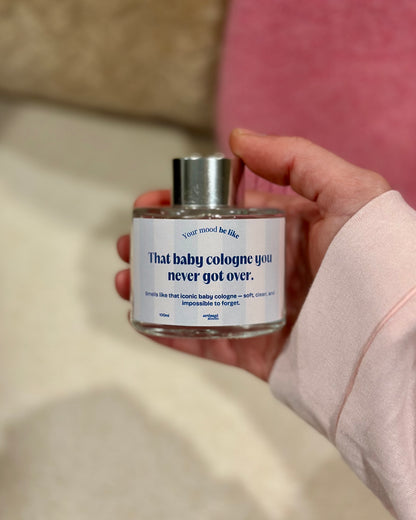 Your mood be like
That baby cologne you
never got over.
Smells like that iconic baby cologne – soft, clean, and
impossible to forget.
100ml